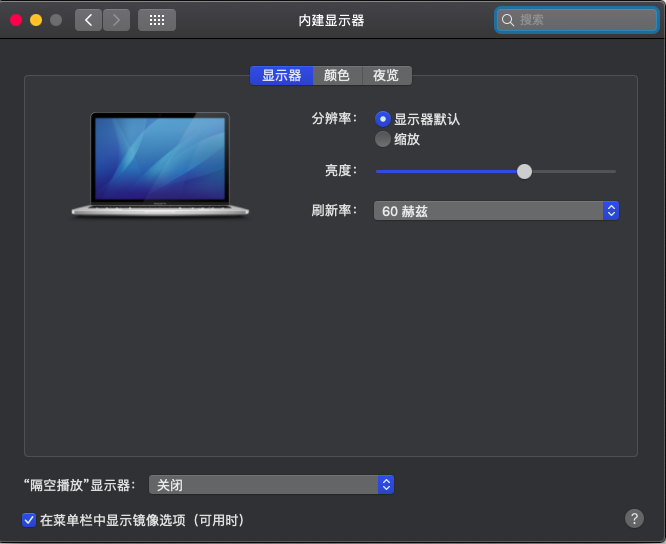 内建显示器
搜索
显示器 颜色 夜览
分辨率： 显示器默认
缩放
亮度：
刷新率： 60 赫兹
“隔空播放”显示器： 关闭
在菜单栏中显示镜像选项（可用时）
?